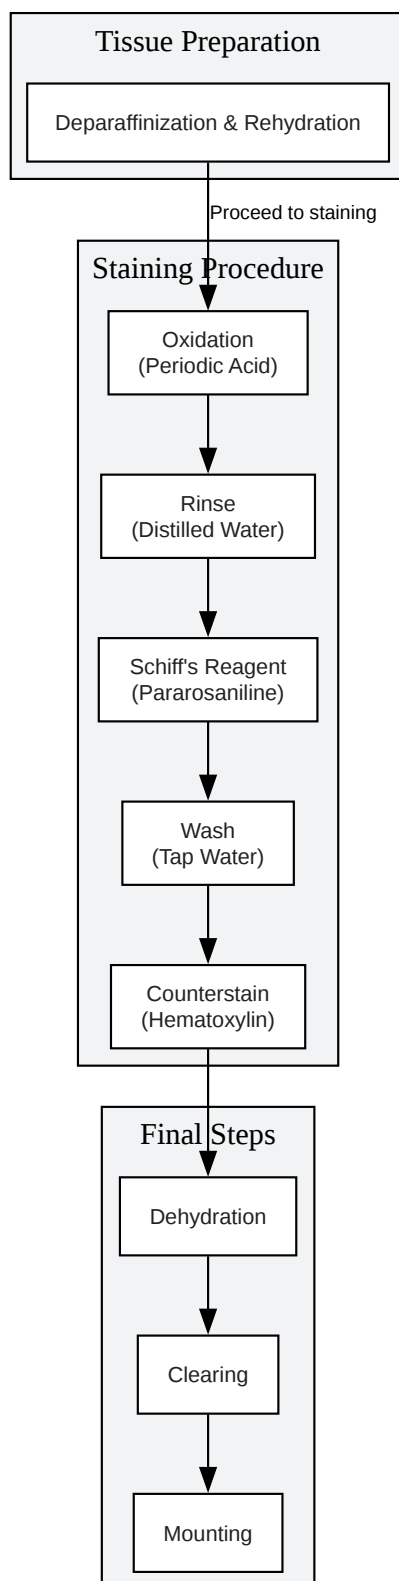 Tissue Preparation
Deparaffinization & Rehydration
Proceed to staining
Staining Procedure
Oxidation
(Periodic Acid)
Rinse
(Distilled Water)
Schiff's Reagent
(Pararosaniline)
Wash
(Tap Water)
Counterstain
(Hematoxylin)
Final Steps
Dehydration
Clearing
Mounting